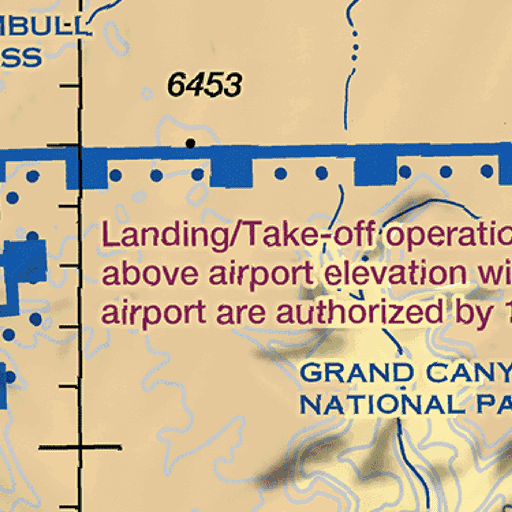 MBULL
SS
6453
Landing/Take-off operatio
above airport elevation wi
airport are authorized by 1
GRAND CANY
NATIONAL PA